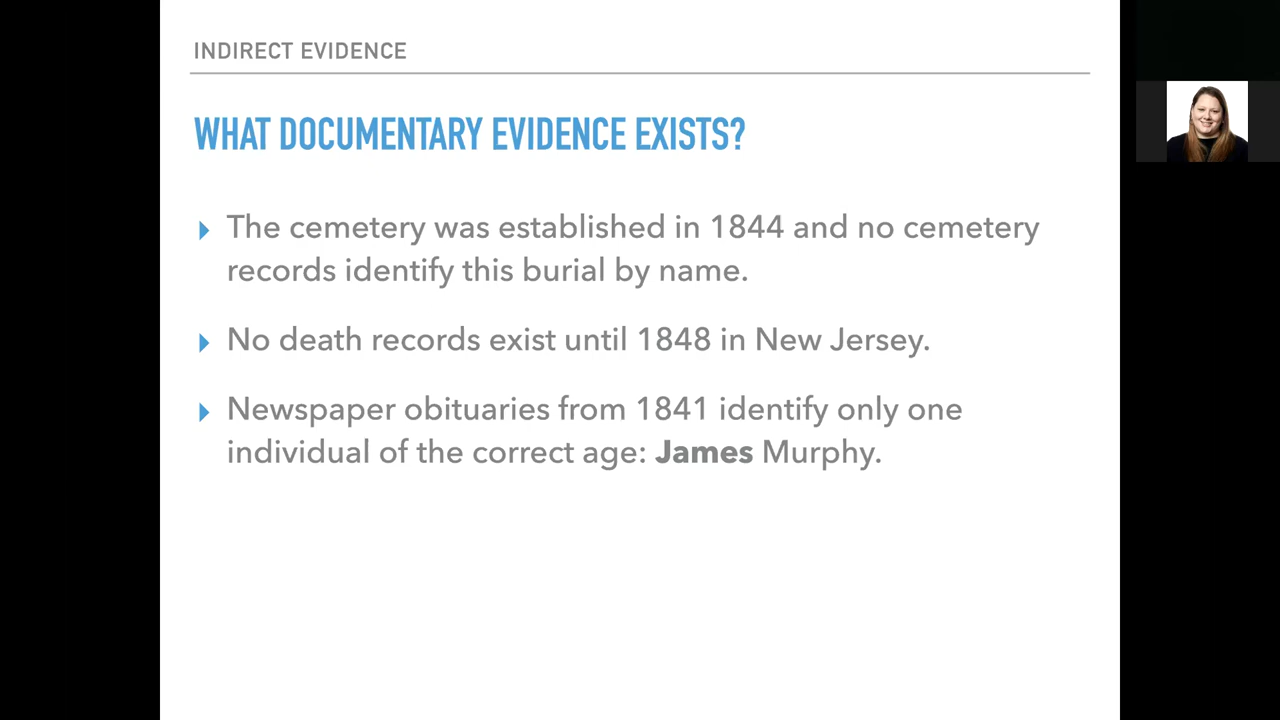 INDIRECT EVIDENCE
WHAT DOCUMENTARY EVIDENCE EXISTS?
The cemetery was established in 1844 and no cemetery
records identify this burial by name.
No death records exist until 1848 in New Jersey.
Newspaper obituaries from 1841 identify only one
individual of the correct age: James Murphy.